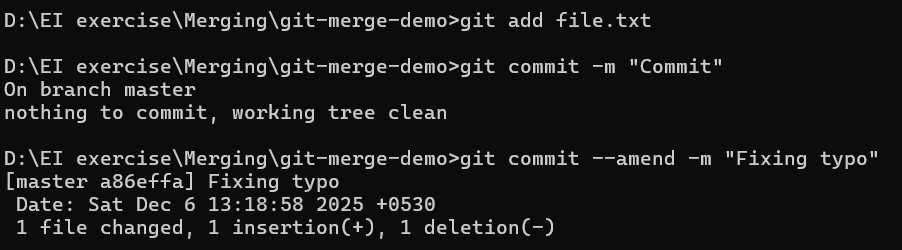 D:\EI exercise\Merging\git-merge-demo>git add file.txt
D:\EI exercise\Merging\git-merge-demo>git commit -m "Commit"
On branch master
nothing to commit, working tree clean
D:\EI exercise\Merging\git-merge-demo>git commit --amend -m "Fixing typo"
[master a86effa] Fixing typo
 Date: Sat Dec 6 13:18:58 2025 +0530
 1 file changed, 1 insertion(+), 1 deletion(-)